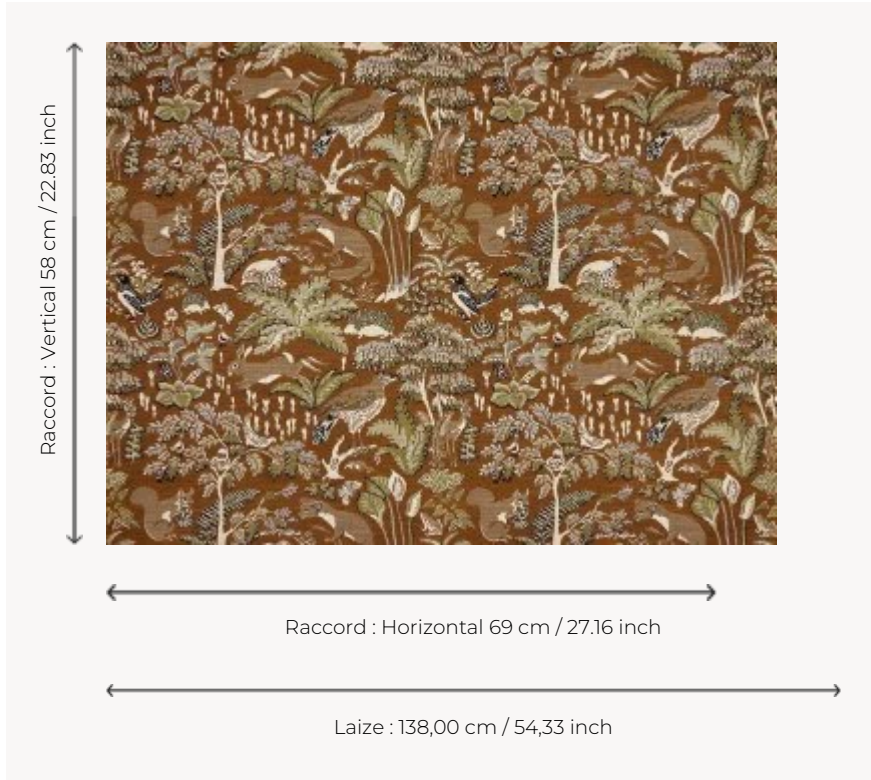 Raccord : Vertical 58 cm / 22.83 inch
Raccord : Horizontal 69 cm / 27.16 inch
Laize : 138,00 cm / 54,33 inch